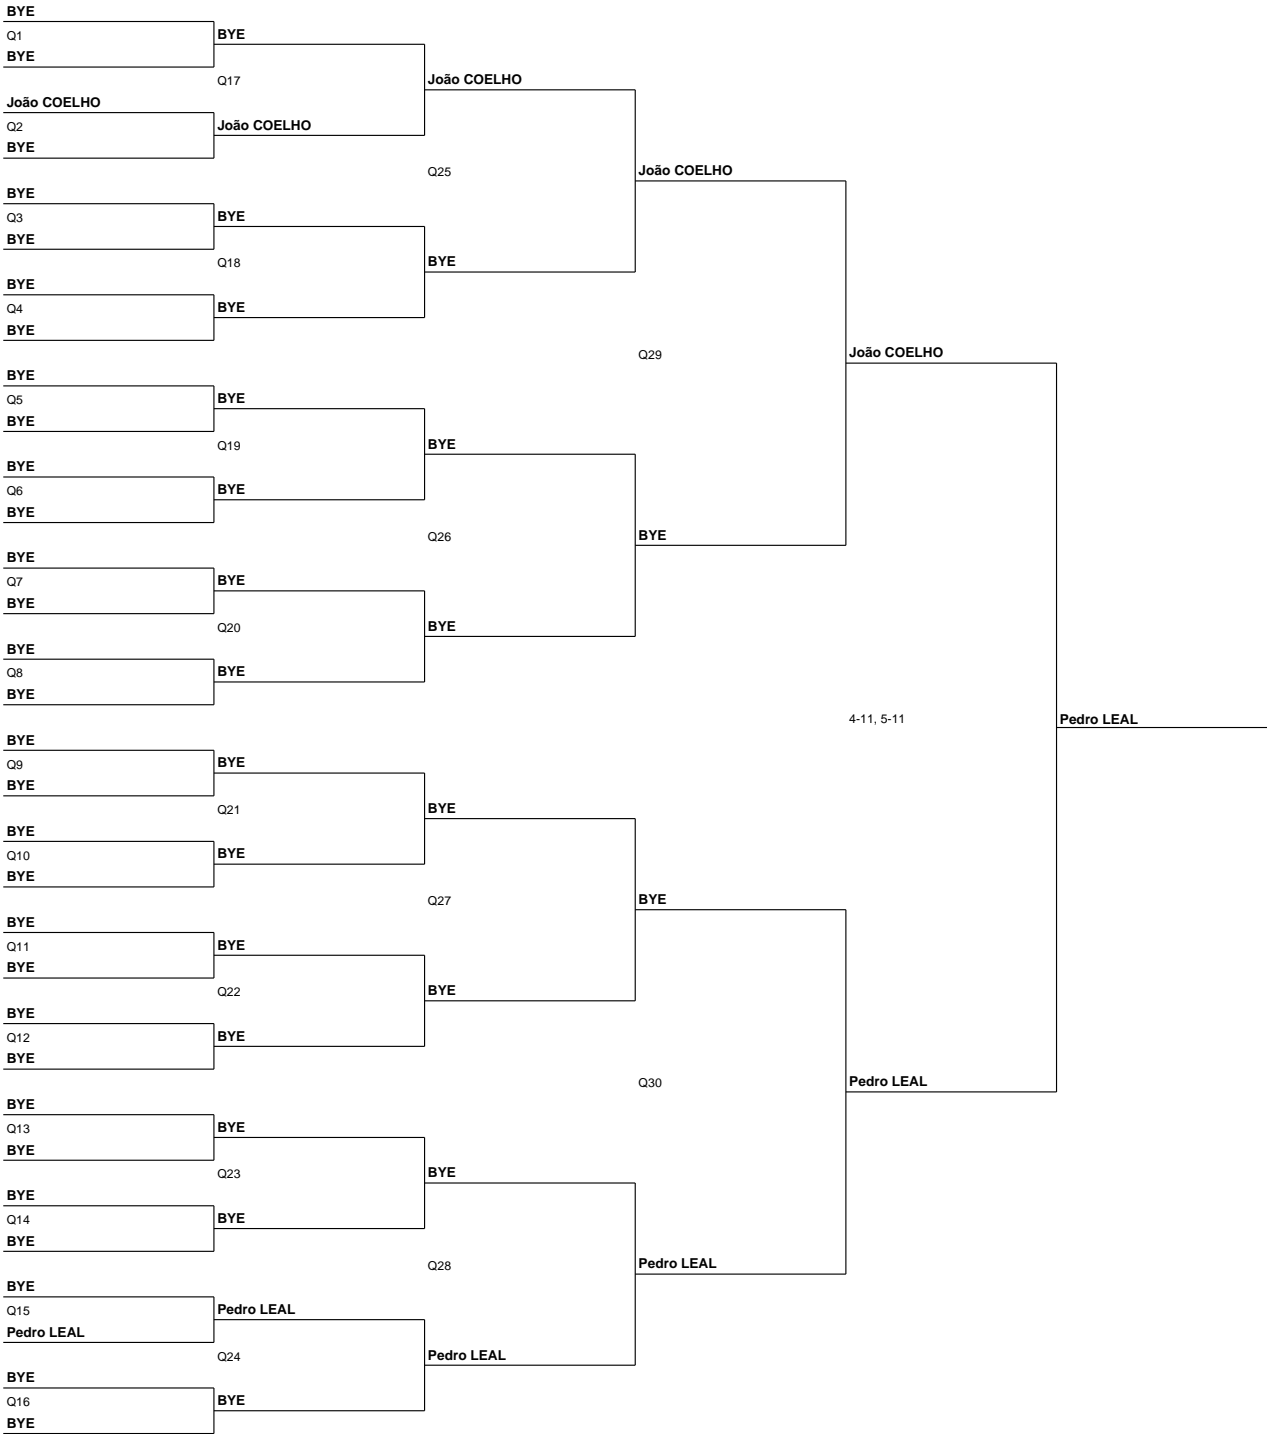 BYE
Q1
BYE
BYE
Q17
João COELHO
João COELHO
Q2
João COELHO
BYE
Q25
João COELHO
BYE
Q3
BYE
BYE
Q18
BYE
BYE
Q4
BYE
BYE
Q29
João COELHO
BYE
Q5
BYE
BYE
Q19
BYE
BYE
Q6
BYE
BYE
Q26
BYE
BYE
Q7
BYE
BYE
Q20
BYE
BYE
Q8
BYE
BYE
4-11, 5-11
Pedro LEAL
BYE
Q9
BYE
BYE
Q21
BYE
BYE
Q10
BYE
BYE
Q27
BYE
BYE
Q11
BYE
BYE
Q22
BYE
BYE
Q12
BYE
BYE
Q30
Pedro LEAL
BYE
Q13
BYE
BYE
Q23
BYE
BYE
Q14
BYE
BYE
Q28
Pedro LEAL
BYE
Q15
Pedro LEAL
Pedro LEAL
Q24
Pedro LEAL
BYE
Q16
BYE
BYE